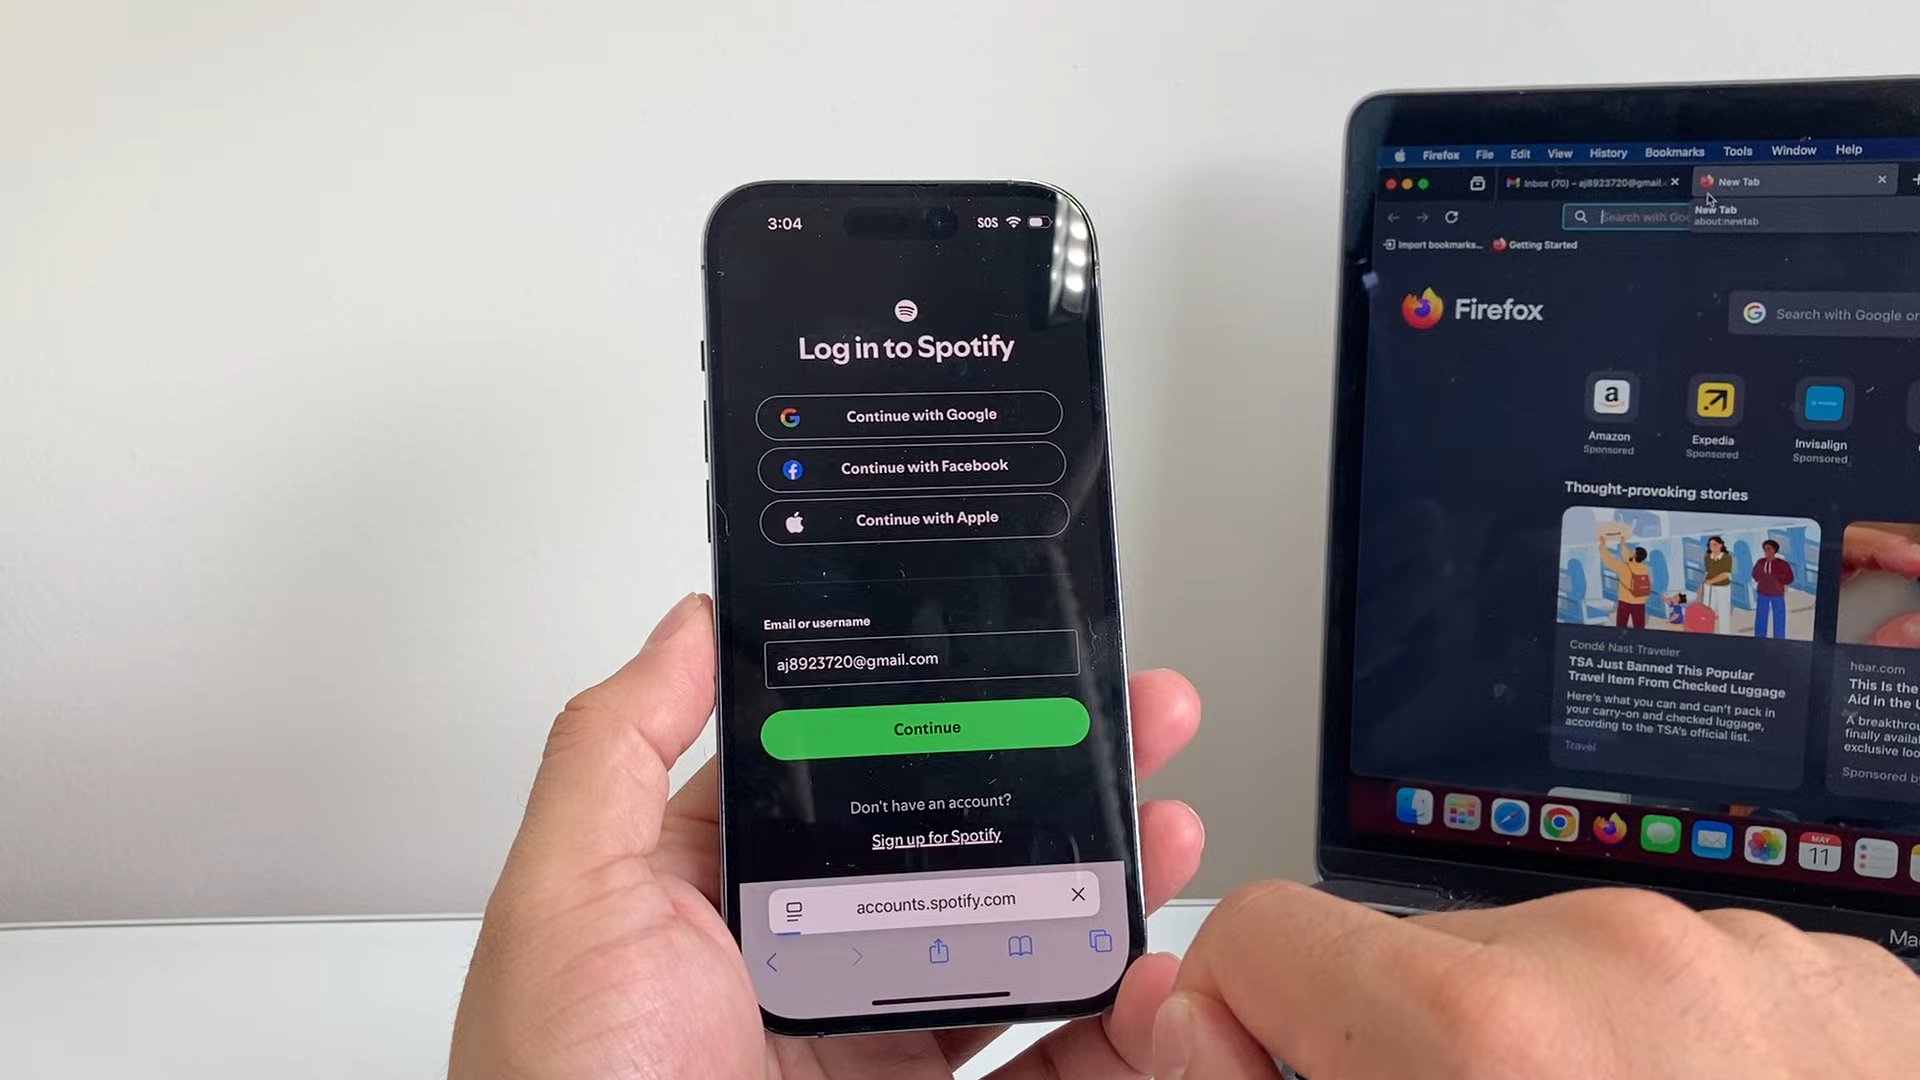 3:04
SOS
Log in to Spotify
Continue with Google
Continue with Facebook
Continue with Apple
Email or username
aj8923720@gmail.com
Continue
Don't have an account?
Sign up for Spotify
accounts.spotify.com
Firefox File Edit View History Bookmarks Tools Window Help
Inbox (70) - aj8923720@gmail.
New Tab
Search with Goo
New Tab
about:newtab
Import bookmarks...
Getting Started
Firefox
Search with Google or
a
Amazon
Sponsored
Expedia
Sponsored
Invisalign
Sponsored
Thought-provoking stories
Condé Nast Traveler
TSA Just Banned This Popular
Travel Item From Checked Luggage
Here's what you can and can't pack in
your carry-on and checked luggage,
according to the TSA's official list.
Travel
hear.com
This Is the
Aid in the U
A breakthrou
finally availa
exclusive loo
Sponsored by
MAY
11
Mac